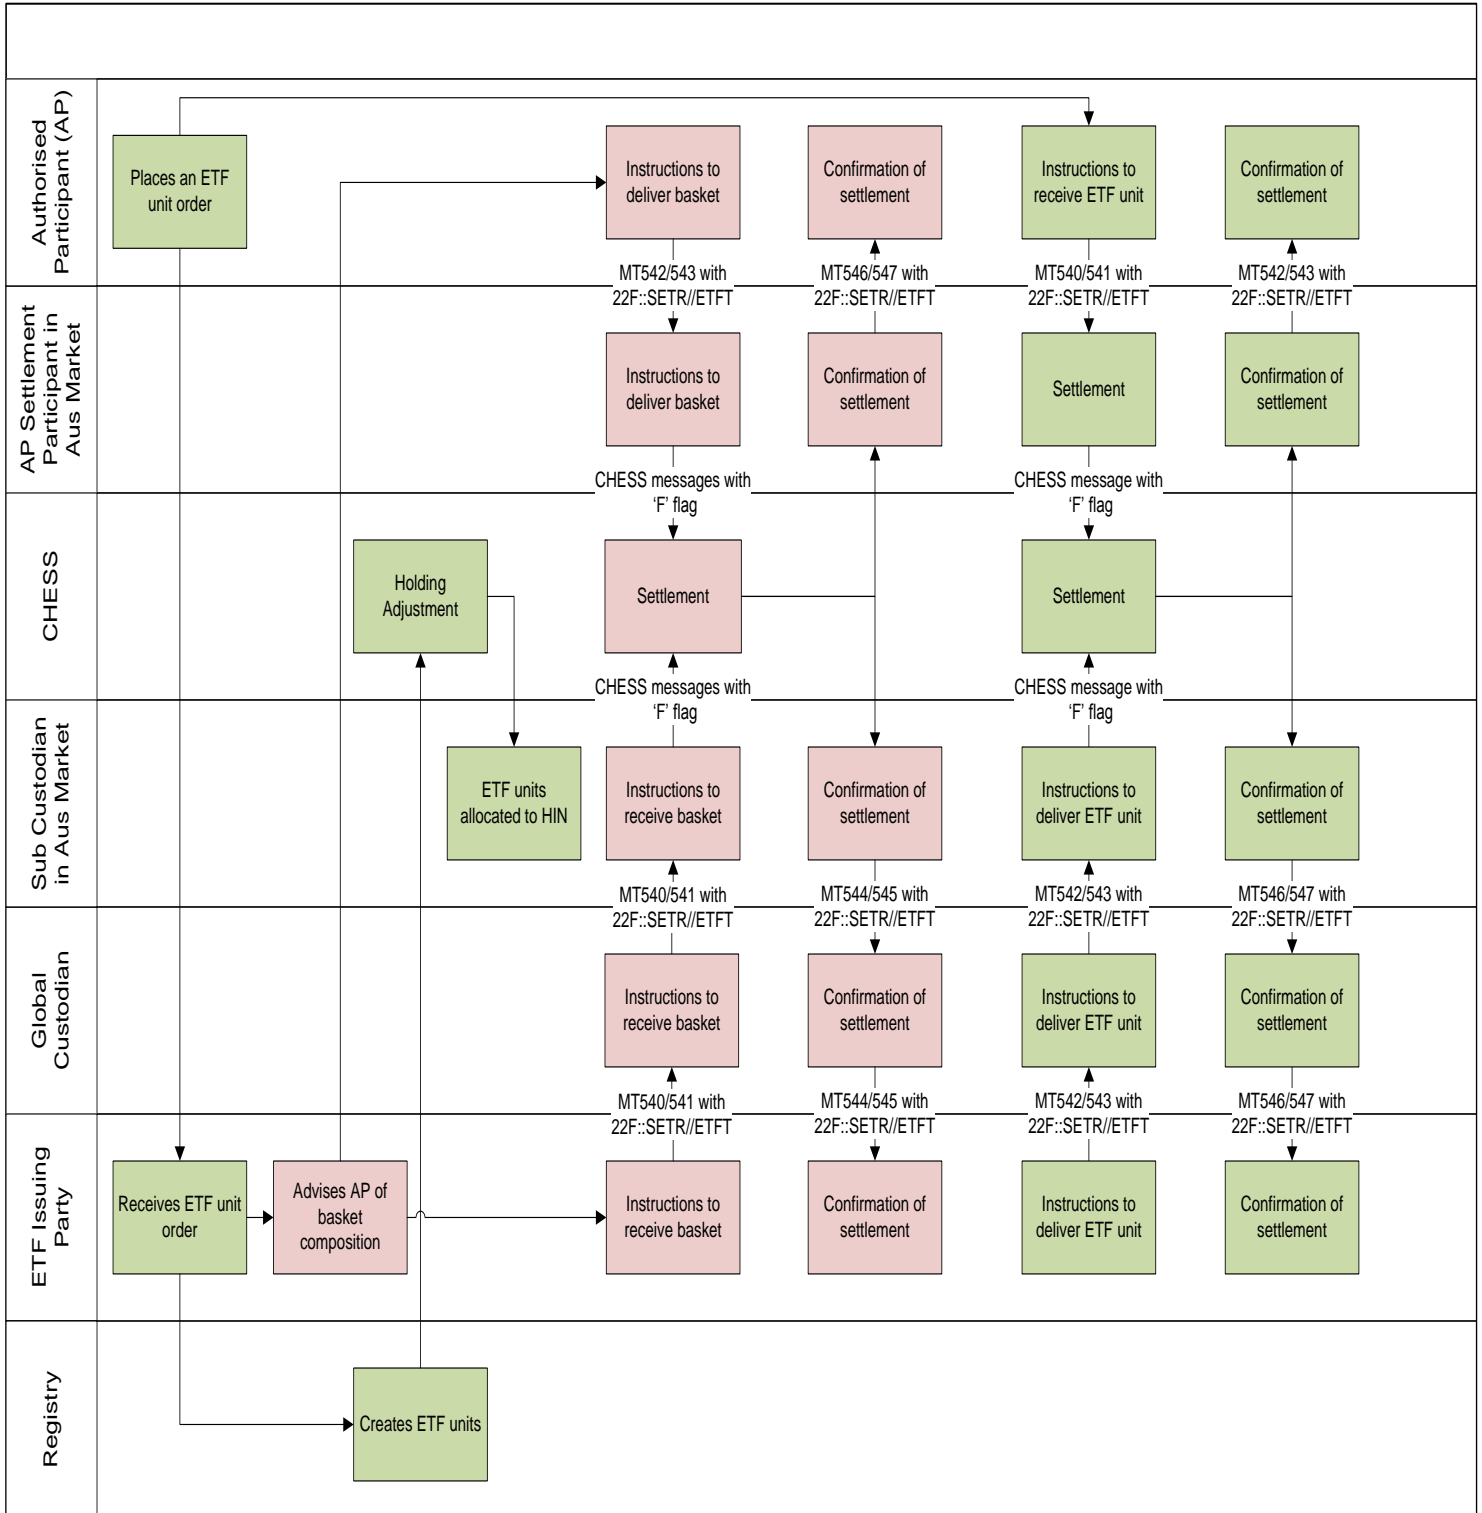 Authorised
Participant (AP)
Places an ETF
unit order
Instructions to
deliver basket
Confirmation of
settlement
Instructions to
receive ETF unit
Confirmation of
settlement
MT542/543 with
22F::SETR//ETFT
MT546/547 with
22F::SETR//ETFT
MT540/541 with
22F::SETR//ETFT
MT542/543 with
22F::SETR//ETFT
AP Settlement
Participant in
Aus Market
Instructions to
deliver basket
Confirmation of
settlement
Settlement
Confirmation of
settlement
CHESS messages with
‘F’ flag
CHESS message with
‘F’ flag
CHESS
Holding
Adjustment
Settlement
Settlement
CHESS messages with
‘F’ flag
CHESS message with
‘F’ flag
Sub Custodian
in Aus Market
ETF units
allocated to HIN
Instructions to
receive basket
Confirmation of
settlement
Instructions to
deliver ETF unit
Confirmation of
settlement
MT540/541 with
22F::SETR//ETFT
MT544/545 with
22F::SETR//ETFT
MT542/543 with
22F::SETR//ETFT
MT546/547 with
22F::SETR//ETFT
Global
Custodian
Instructions to
receive basket
Confirmation of
settlement
Instructions to
deliver ETF unit
Confirmation of
settlement
MT540/541 with
22F::SETR//ETFT
MT544/545 with
22F::SETR//ETFT
MT542/543 with
22F::SETR//ETFT
MT546/547 with
22F::SETR//ETFT
ETF Issuing
Party
Receives ETF unit
order
Advises AP of
basket
composition
Instructions to
receive basket
Confirmation of
settlement
Instructions to
deliver ETF unit
Confirmation of
settlement
Registry
Creates ETF units